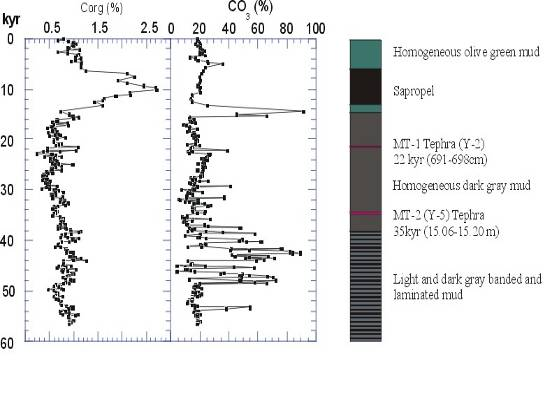 kyr
Corg (%)
CO3 (%)
0.5 1.5 2.5
0 20 40 60 80 100
0
10
20
30
40
50
60
Homogeneous olive green mud
Sapropel
MT-1 Tephra (Y-2)
22 kyr (691-698cm)
Homogeneous dark gray mud
MT-2 (Y-5) Tephra
35kyr (15.06-15.20 m)
Light and dark gray banded and
laminated mud